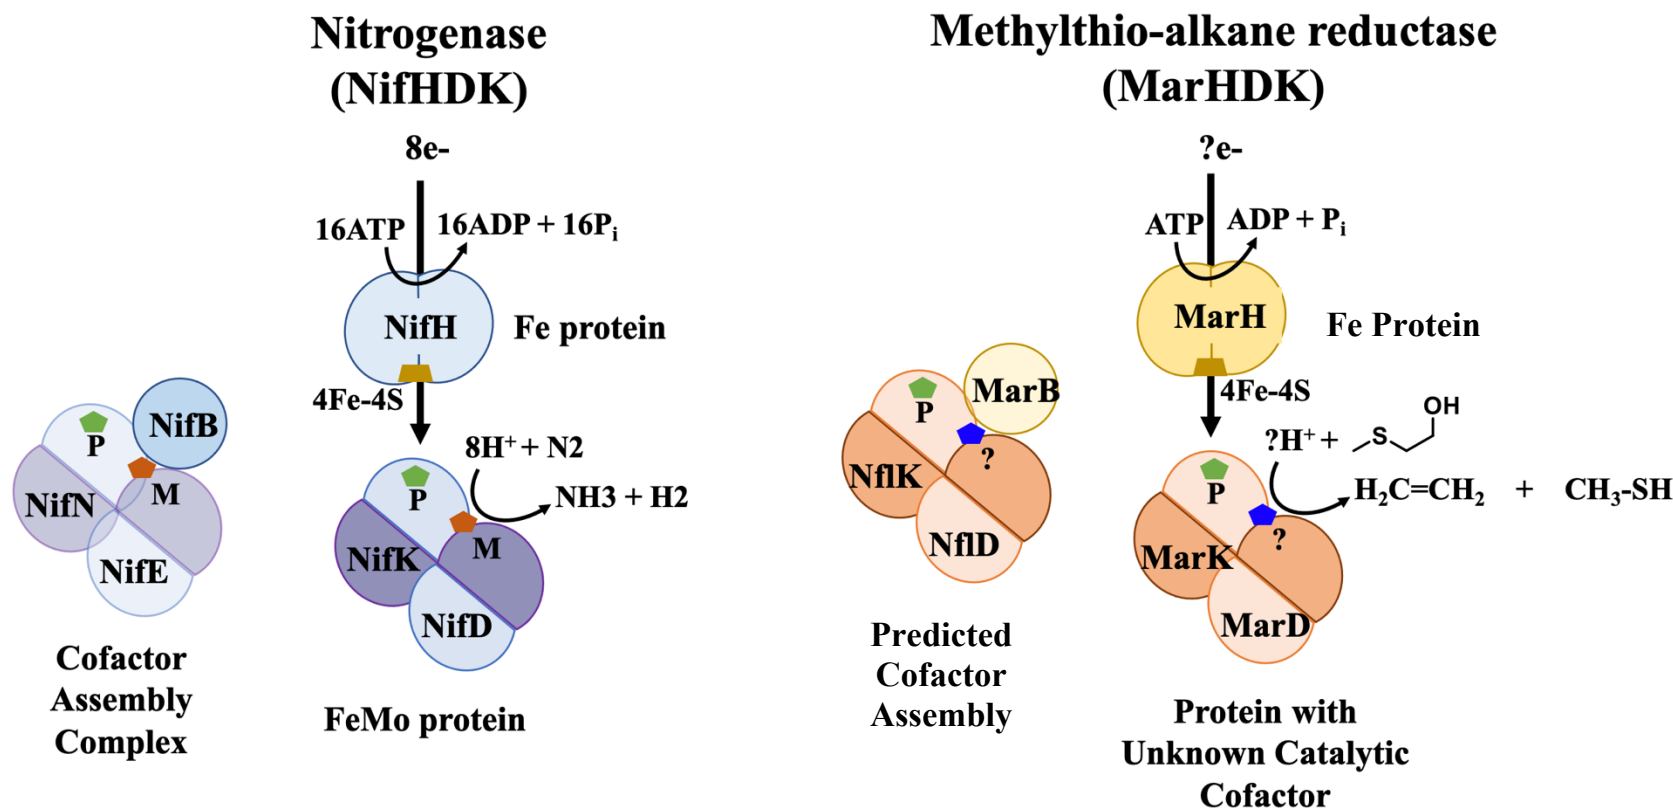 Nitrogenase
(NifHDK)
8e-
16ATP
16ADP + 16Pi
NifH
Fe protein
4Fe-4S
8H+ + N2
NH3 + H2
P
M
NifK
NifD
FeMo protein
NifB
P
M
NifN
NifE
Cofactor
Assembly
Complex
Methylthio-alkane reductase
(MarHDK)
?e-
ATP
ADP + Pi
MarH
Fe Protein
4Fe-4S
?H+ +
S
OH
H2C=CH2 + CH3-SH
P
?
MarK
MarD
Protein with
Unknown Catalytic
Cofactor
MarB
P
?
NflK
NflD
Predicted
Cofactor
Assembly